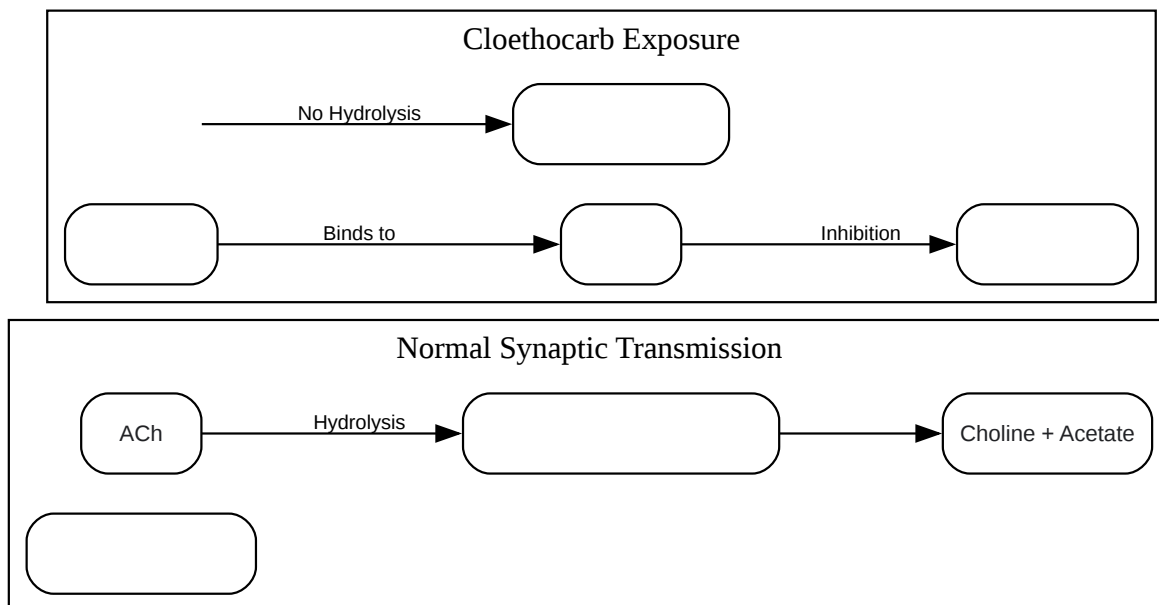 Cloethocarb Exposure
No Hydrolysis
Binds to
Inhibition
Normal Synaptic Transmission
ACh
Hydrolysis
Choline + Acetate